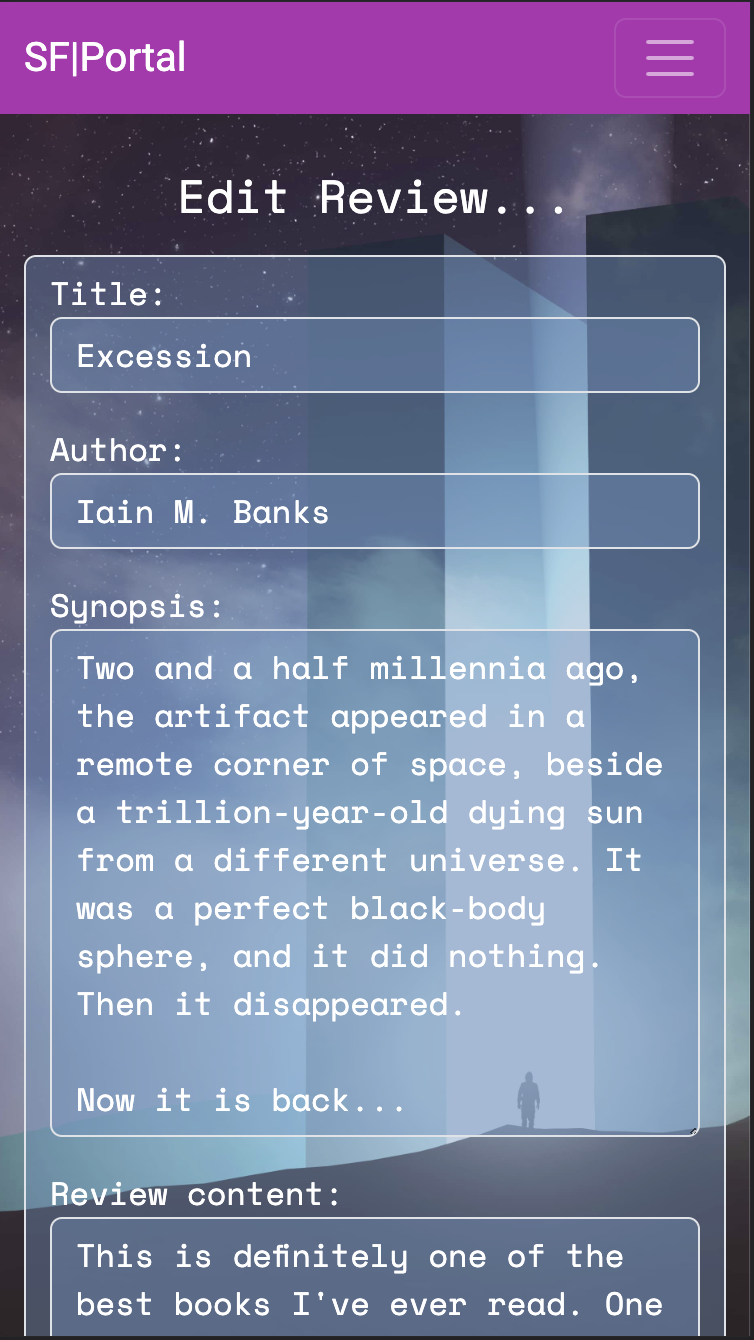 SF|Portal
Edit Review...
Title:
Excession
Author:
Iain M. Banks
Synopsis:
Two and a half millennia ago,
the artifact appeared in a
remote corner of space, beside
a trillion-year-old dying sun
from a different universe. It
was a perfect black-body
sphere, and it did nothing.
Then it disappeared.
Now it is back...
Review content:
This is definitely one of the
best books I've ever read. One